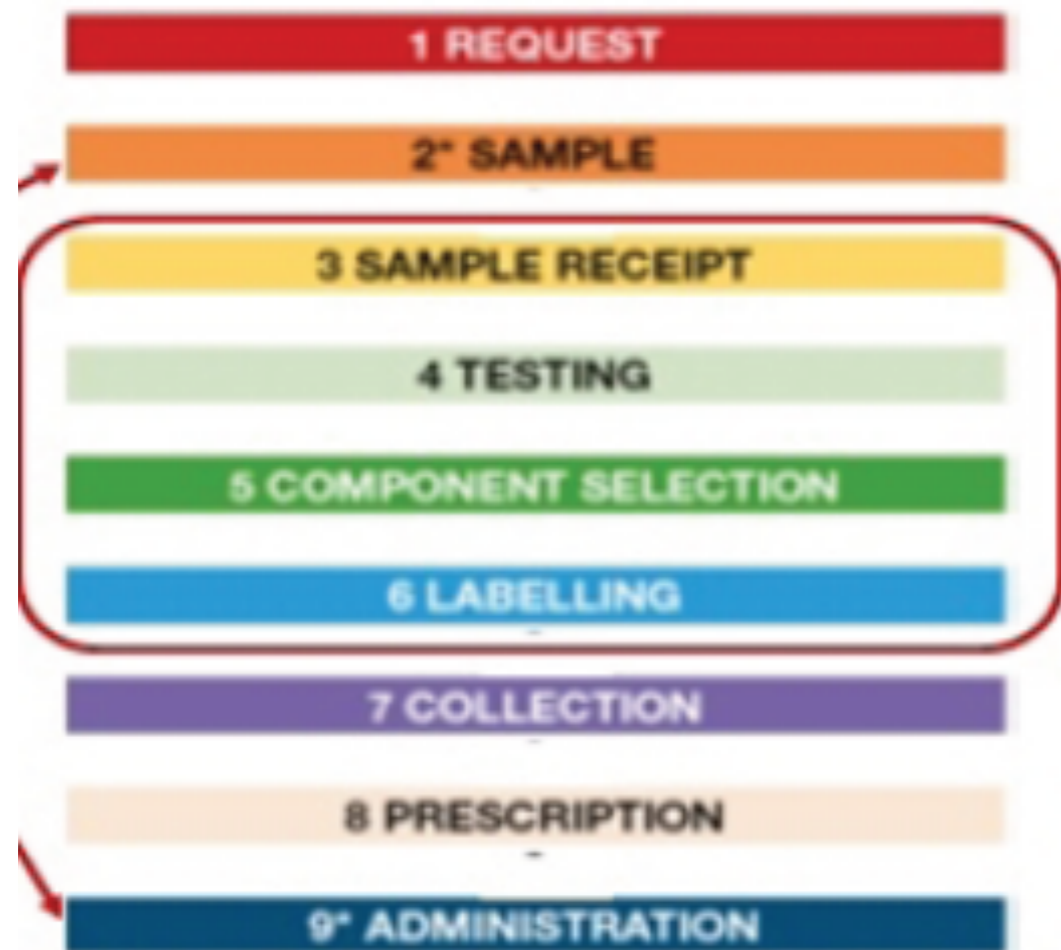 1 REQUEST
2* SAMPLE
3 SAMPLE RECEIPT
4 TESTING
5 COMPONENT SELECTION
6 LABELLING
7 COLLECTION
8 PRESCRIPTION
9* ADMINISTRATION